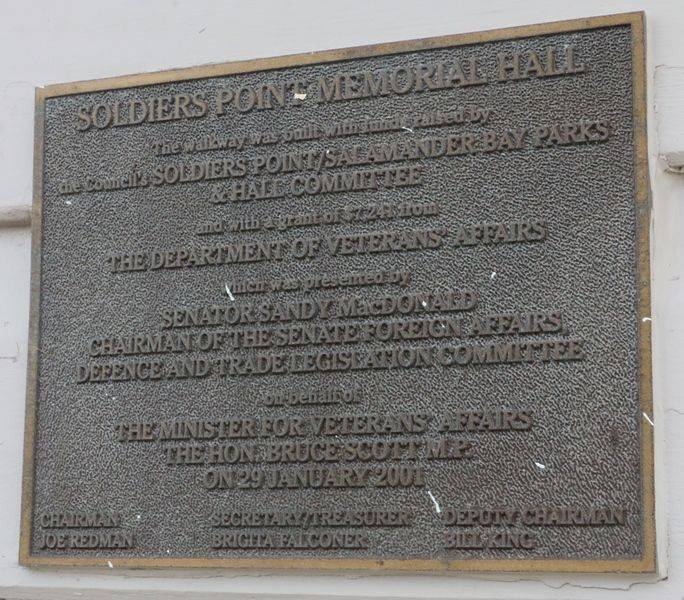 SOLDIERS POINT MEMORIAL HALL
The walkway was built with funds raised by
the Council's SOLDIERS POINT/SALAMANDER BAY PARKS
& HALL COMMITTEE
and with a grant of $7,241 from
THE DEPARTMENT OF VETERANS' AFFAIRS
which was presented by
SENATOR SANDY MacDONALD
CHAIRMAN OF THE SENATE FOREIGN AFFAIRS,
DEFENCE AND TRADE LEGISLATION COMMITTEE
on behalf of
THE MINISTER FOR VETERANS' AFFAIRS
THE HON. BRUCE SCOTT M.P.
ON 29 JANUARY 2001
CHAIRMAN SECRETARY/TREASURER DEPUTY CHAIRMAN
JOE REDMAN BRIGITA FALCONER BILL KING